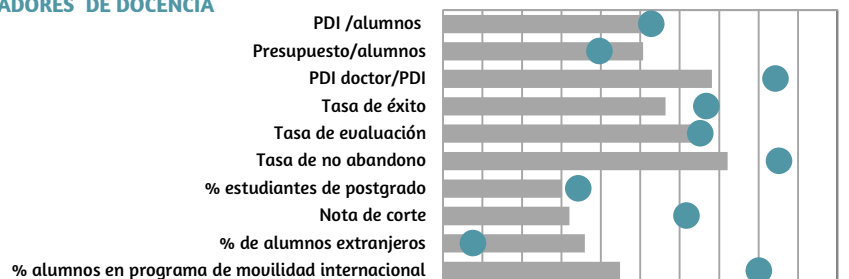 ADORES DE DOCENCIA
PDI /alumnos
Presupuesto/alumnos
PDI doctor/PDI
Tasa de éxito
Tasa de evaluación
Tasa de no abandono
% estudiantes de postgrado
Nota de corte
% de alumnos extranjeros
% alumnos en programa de movilidad internacional